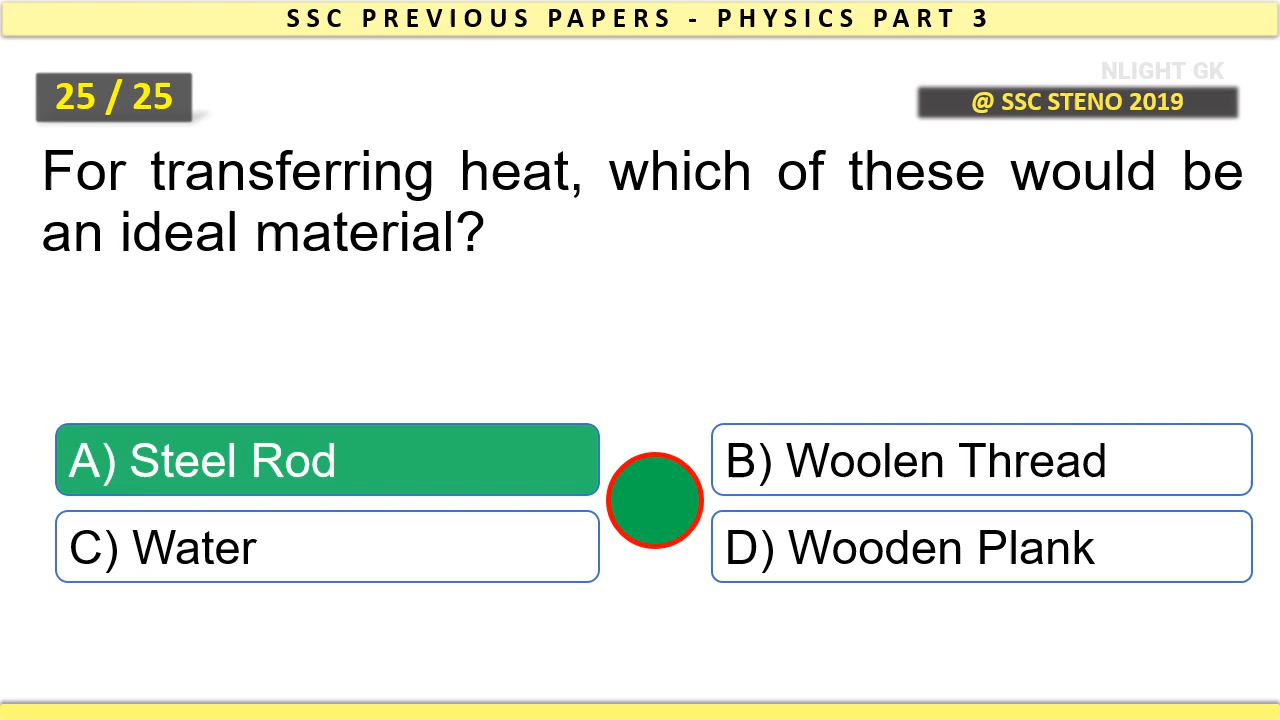 SSC PREVIOUS PAPERS - PHYSICS PART 3
NLIGHT GK
25 / 25
@ SSC STENO 2019
For transferring heat, which of these would be
an ideal material?
A) Steel Rod
B) Woolen Thread
C) Water
D) Wooden Plank